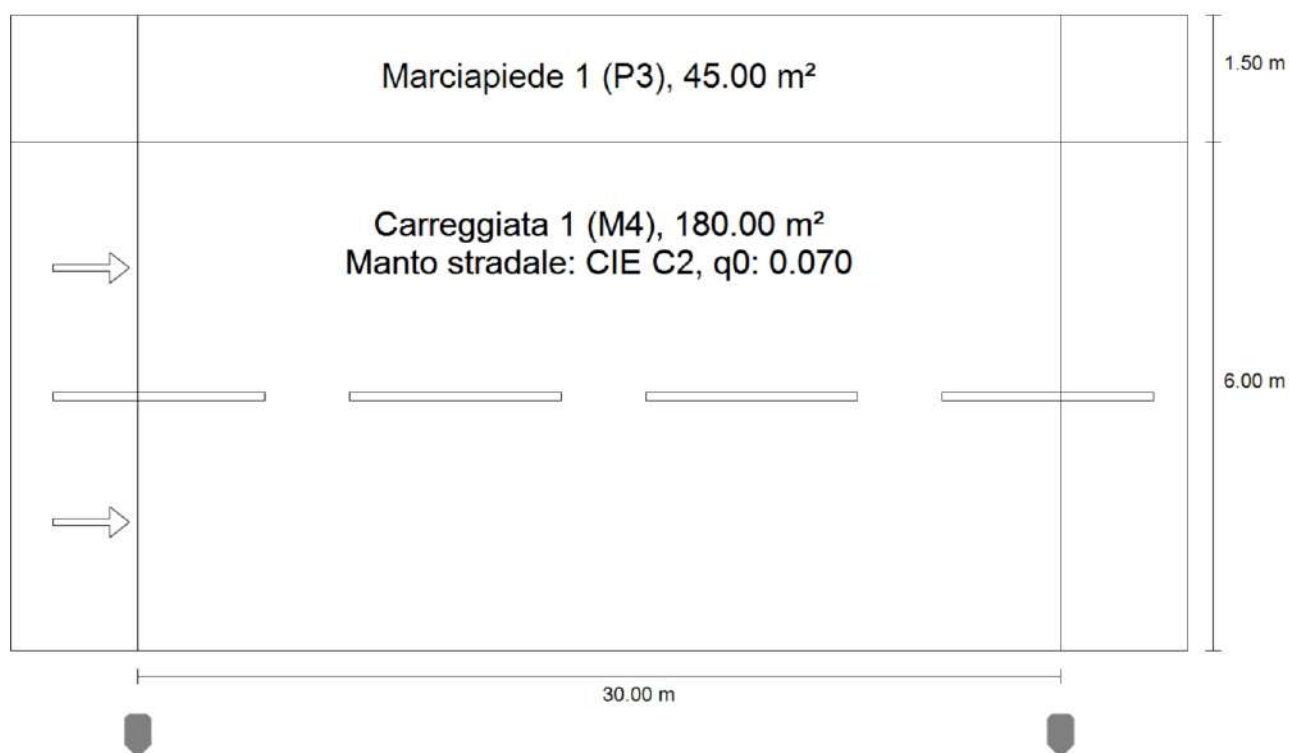 Marciapiede 1 (P3), 45.00 m²
1.50 m
Carreggiata 1 (M4), 180.00 m²
Manto stradale: CIE C2, q0: 0.070
6.00 m
30.00 m